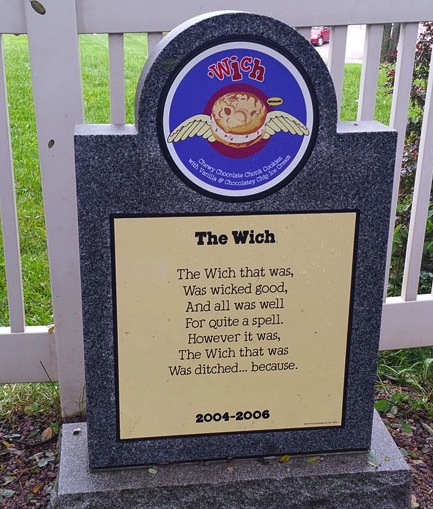 'Wich
Chewy Chocolate Chonk Cookies
with Vanilla & Chocolatey Chip Ice Cream
The Wich
The Wich that was,
Was wicked good,
And all was well
For quite a spell.
However it was,
The Wich that was
Was ditched... because.
2004-2006